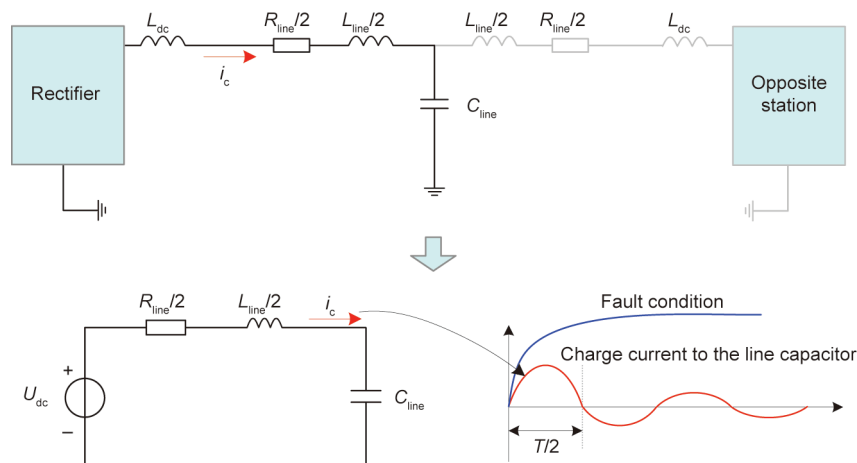 L_dc R_line/2 L_line/2 L_line/2 R_line/2 L_dc
i_c
Rectifier
Opposite
station
C_line
R_line/2 L_line/2 i_c
Fault condition
Charge current to the line capacitor
+
U_dc
−
C_line
T/2